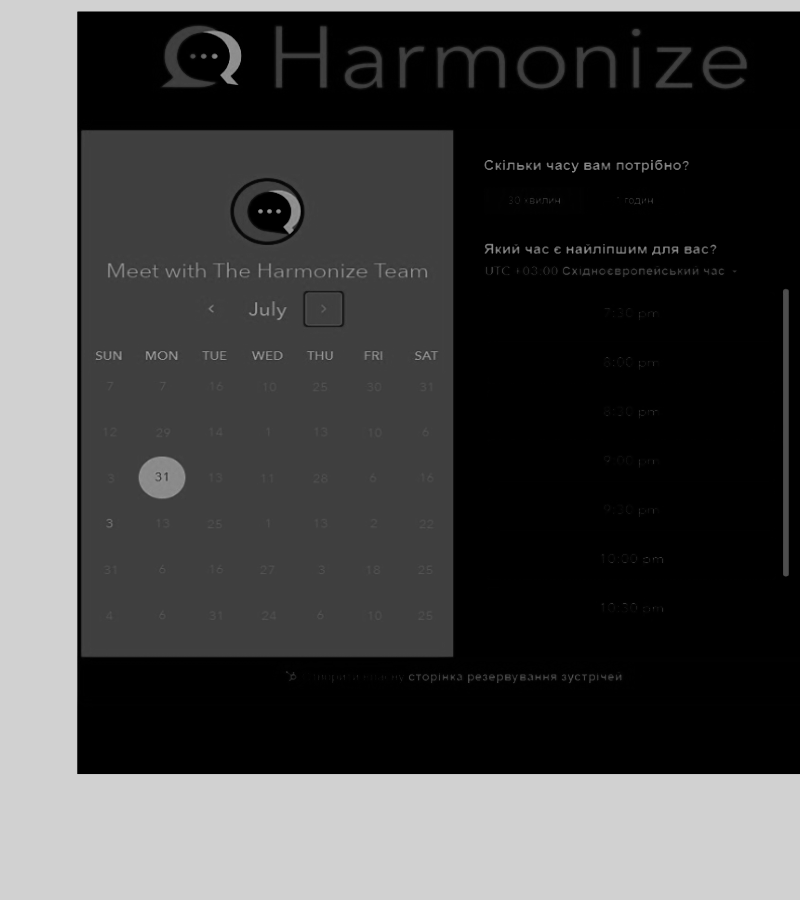 Harmonize
Meet with The Harmonize Team
July
SUN MON TUE WED THU FRI SAT
7 7 16 10 25 30 31
12 29 14 1 13 10 6
3 31 13 11 28 6 16
3 13 25 1 13 2 22
31 6 16 27 3 18 25
4 6 31 24 6 10 25
Скільки часу вам потрібно?
30 хвилин 1 годин
Який час є найліпшим для вас?
UTC +03:00 Східноєвропейський час
7:30 pm
8:00 pm
8:30 pm
9:00 pm
9:30 pm
10:00 pm
10:30 pm
сторінка резервування зустрічей